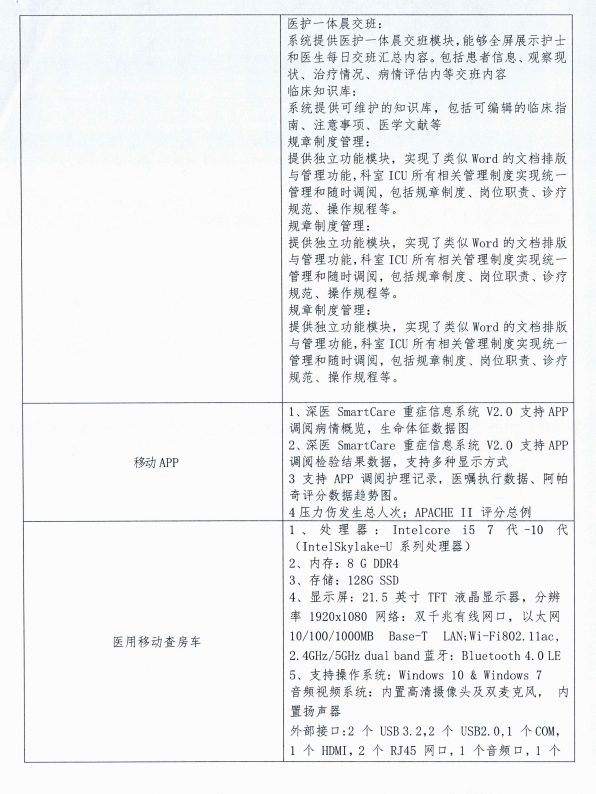 医护一体晨交班：
系统提供医护一体晨交班模块,能够全屏展示护士
和医生每日交班汇总内容。包括患者信息、观察现
状、治疗情况、病情评估内等交班内容
临床知识库：
系统提供可维护的知识库，包括可编辑的临床指
南、注意事项、医学文献等
规章制度管理：
提供独立功能模块，实现了类似 Word 的文档排版
与管理功能,科室 ICU 所有相关管理制度实现统一
管理和随时调阅，包括规章制度、岗位职责、诊疗
规范、操作规程等。
规章制度管理：
提供独立功能模块，实现了类似 Word 的文档排版
与管理功能,科室 ICU 所有相关管理制度实现统一
管理和随时调阅，包括规章制度、岗位职责、诊疗
规范、操作规程等。
规章制度管理：
提供独立功能模块，实现了类似 Word 的文档排版
与管理功能,科室 ICU 所有相关管理制度实现统一
管理和随时调阅，包括规章制度、岗位职责、诊疗
规范、操作规程等。
移动 APP
1、深医 SmartCare 重症信息系统 V2.0 支持 APP
调阅病情概览，生命体征数据图
2、深医 SmartCare 重症信息系统 V2.0 支持 APP
调阅检验结果数据，支持多种显示方式
3 支持 APP 调阅护理记录，医嘱执行数据、阿帕
奇评分数据趋势图。
4 压力伤发生总人次；APACHE II 评分总例
医用移动查房车
1、处理器：Intelcore i5 7 代-10 代
（IntelSkylake-U 系列处理器）
2、内存：8 G DDR4
3、存储：128G SSD
4、显示屏：21.5 英寸 TFT 液晶显示器，分辨
率 1920x1080 网络：双千兆有线网口，以太网
10/100/1000MB Base-T LAN;Wi-Fi802.11ac,
2.4GHz/5GHz dual band 蓝牙：Bluetooth 4.0 LE
5、支持操作系统：Windows 10 & Windows 7
音频视频系统：内置高清摄像头及双麦克风， 内
置扬声器
外部接口:2 个 USB 3.2,2 个 USB2.0,1 个 COM,
1 个 HDMI, 2 个 RJ45 网口, 1 个音频口, 1 个